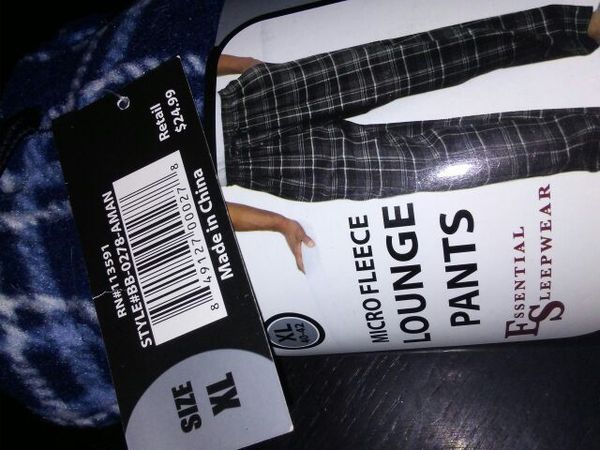 RN#:113591
STYLE#BB-0278-AMAN
8 49127 00027 8
Made in China
Retail
$24.99
SIZE
XL
XL
40-42
MICRO FLEECE
LOUNGE
PANTS
ESSENTIAL
SLEEPWEAR